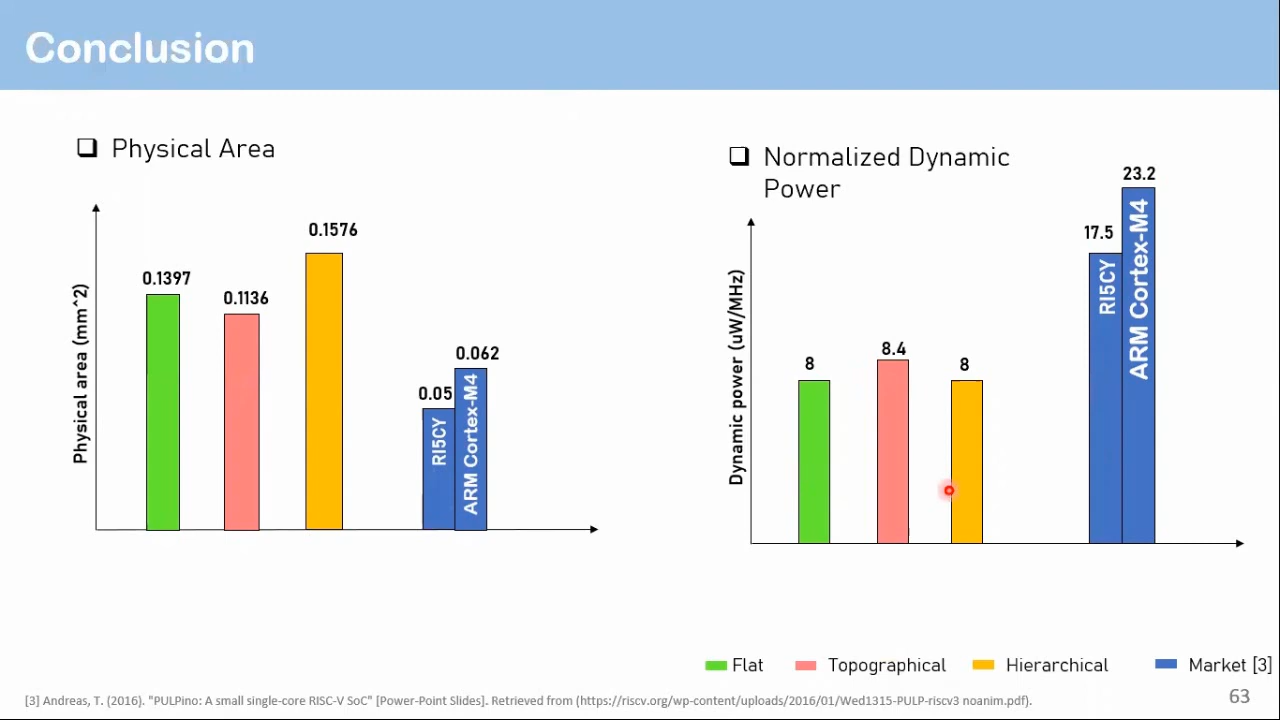 Conclusion
❑ Physical Area
Physical area (mm^2)
0.1397
0.1136
0.1576
0.05
RI5CY
0.062
ARM Cortex-M4
❑ Normalized Dynamic
Power
Dynamic power (uW/MHz)
8
8.4
8
17.5
RI5CY
23.2
ARM Cortex-M4
Flat Topographical Hierarchical Market [3]
[3] Andreas, T. (2016). "PULPino: A small single-core RISC-V SoC" [Power-Point Slides]. Retrieved from (https://riscv.org/wp-content/uploads/2016/01/Wed1315-PULP-riscv3 noanim.pdf).
63